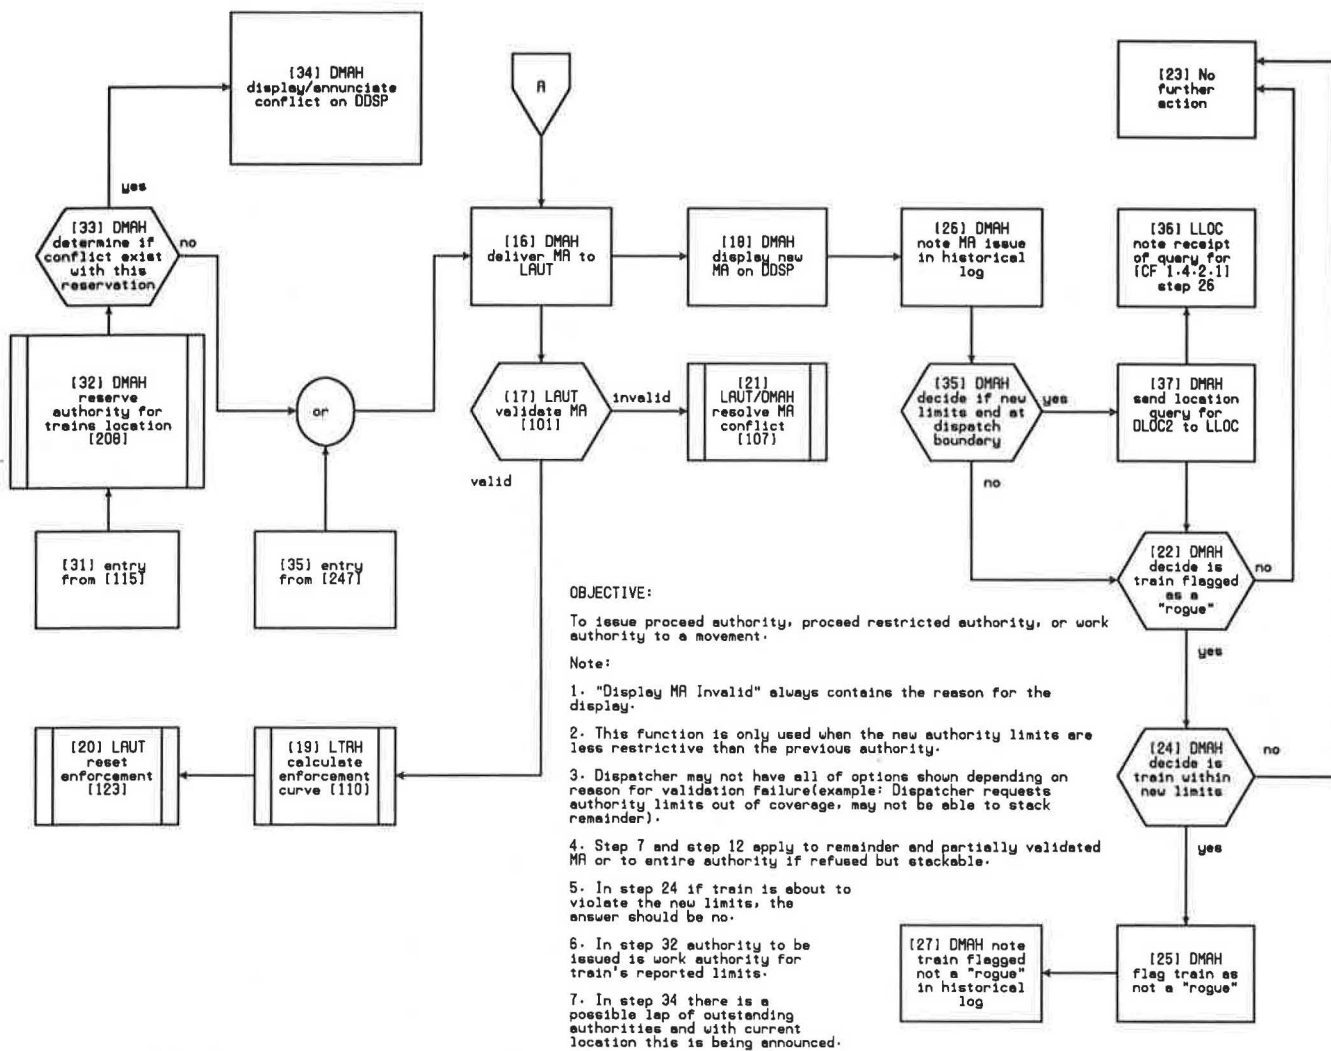 [34] DMAH
display/annunciate
conflict on DDSP
A
[23] No
further
action
yes
[33] DMAH
determine if
conflict exist
with this
reservation
no
[16] DMAH
deliver MA to
LAUT
[18] DMAH
display new
MA on DDSP
[26] DMAH
note MA issue
in historical
log
[36] LLOC
note receipt
of query for
[CF 1.4.2.1]
step 26
[32] DMAH
reserve
authority for
trains location
[208]
or
[17] LAUT
validate MA
[101]
invalid
valid
[21]
LAUT/DMAH
resolve MA
conflict
[107]
[35] DMAH
decide if new
limits end at
dispatch
boundary
yes
no
[37] DMAH
send location
query for
DLOC2 to LLOC
[31] entry
from [115]
[35] entry
from [247]
[22] DMAH
decide is
train flagged
as a
"rogue"
no
yes
OBJECTIVE:
To issue proceed authority, proceed restricted authority, or work
authority to a movement.
Note:
1. "Display MA Invalid" always contains the reason for the
display.
2. This function is only used when the new authority limits are
less restrictive than the previous authority.
3. Dispatcher may not have all of options shown depending on
reason for validation failure(example: Dispatcher requests
authority limits out of coverage, may not be able to stack
remainder).
4. Step 7 and step 12 apply to remainder and partially validated
MA or to entire authority if refused but stackable.
5. In step 24 if train is about to
violate the new limits, the
answer should be no.
6. In step 32 authority to be
issued is work authority for
train's reported limits.
7. In step 34 there is a
possible lap of outstanding
authorities and with current
location this is being announced.
[20] LAUT
reset
enforcement
[123]
[19] LTRH
calculate
enforcement
curve [110]
[24] DMAH
decide is
train within
new limits
no
yes
[27] DMAH note
train flagged
not a "rogue"
in historical
log
[25] DMAH
flag train as
not a "rogue"